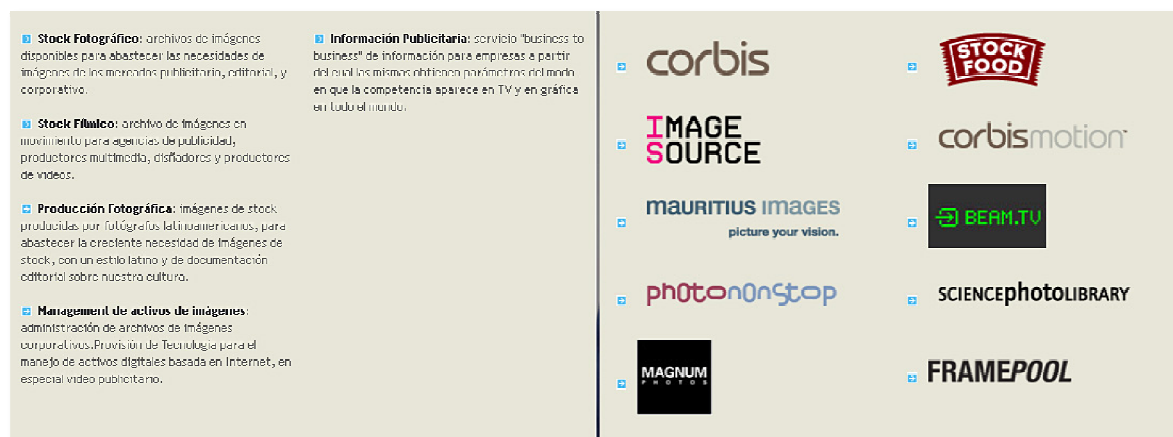 Stock Fotográfico: archivos de imágenes
disponibles para abastecer las necesidades de
imágenes de los mercados publicitario, editorial, y
corporativo.
Stock Fílmico: archivo de imágenes en
movimiento para agencias de publicidad,
productores multimedia, disñadores y productores
de videos.
Producción Fotográfica: imágenes de stock
producidas por fotógrafos latinoamericanos, para
abastecer la creciente necesidad de imágenes de
stock, con un estilo latino y de documentación
editorial sobre nuestra cultura.
Management de activos de imágenes:
administración de archivos de imágenes
corporativos.Provisión de Tecnología para el
manejo de activos digitales basada en Internet, en
especial video publicitario.
Información Publicitaria: servicio "business to
business" de información para empresas a partir
del cual las mismas obtienen parámetros del modo
en que la competencia aparece en TV y en gráfica
en todo el mundo.
corbis
STOCK
FOOD
IMAGE
SOURCE
corbismotion
mauritius images
picture your vision.
BEAM.TV
photononstop
SCIENCEphotoLIBRARY
MAGNUM
PHOTOS
FRAMEPOOL